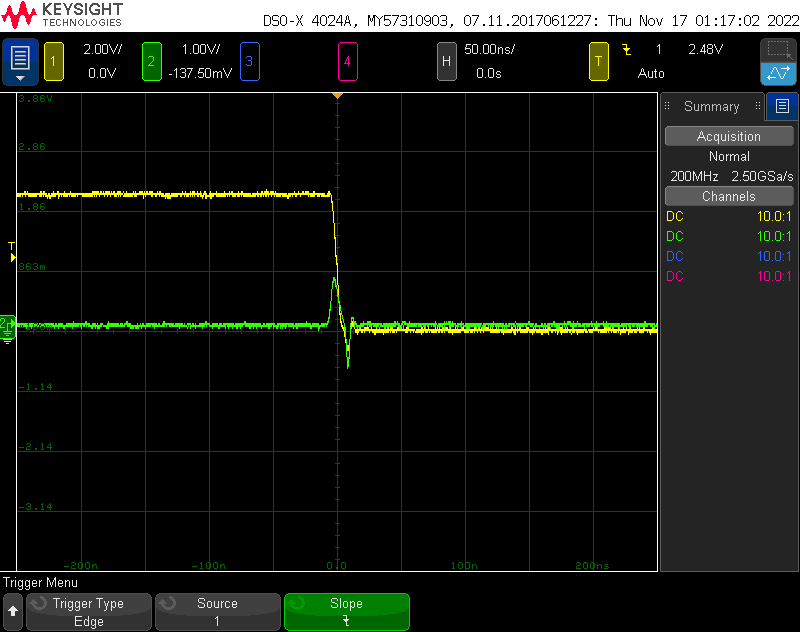 KEYSIGHT
TECHNOLOGIES
DSO-X 4024A, MY57310903, 07.11.2017061227: Thu Nov 17 01:17:02 2022
1 2.00V/ 2 1.00V/ 3 4 H 50.00ns/ T 1 2.48V
0.0V -137.50mV 0.0s Auto
3.86V
2.86
1.86
T
863m
2
-1.14
-2.14
-3.14
-200n -100n 0.0 100n 200ns
Summary
Acquisition
Normal
200MHz 2.50GSa/s
Channels
DC 10.0:1
DC 10.0:1
DC 10.0:1
DC 10.0:1
Trigger Menu
Trigger Type
Edge
Source
1
Slope